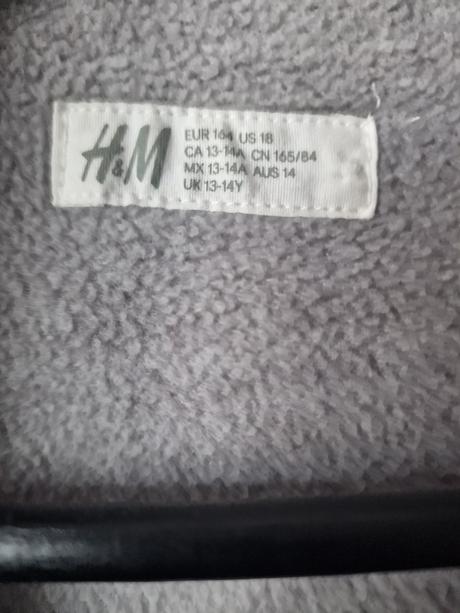 H&M
EUR 164 US 18
CA 13-14A CN 165/84
MX 13-14A AUS 14
UK 13-14Y